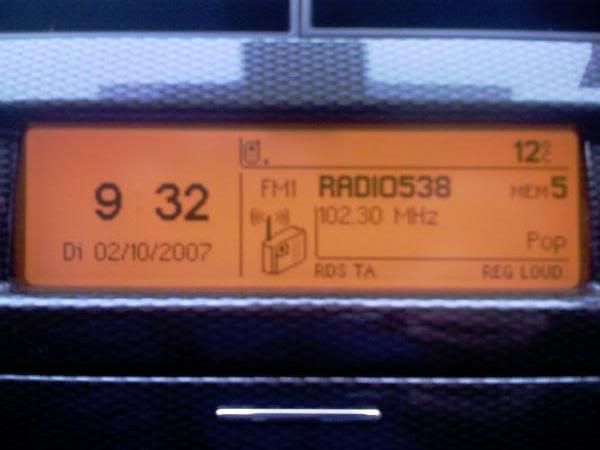 12°C
9:32
FM1 RADIO538 MEM 5
102.30 MHz
Di 02/10/2007
Pop
RDS TA REG LOUD